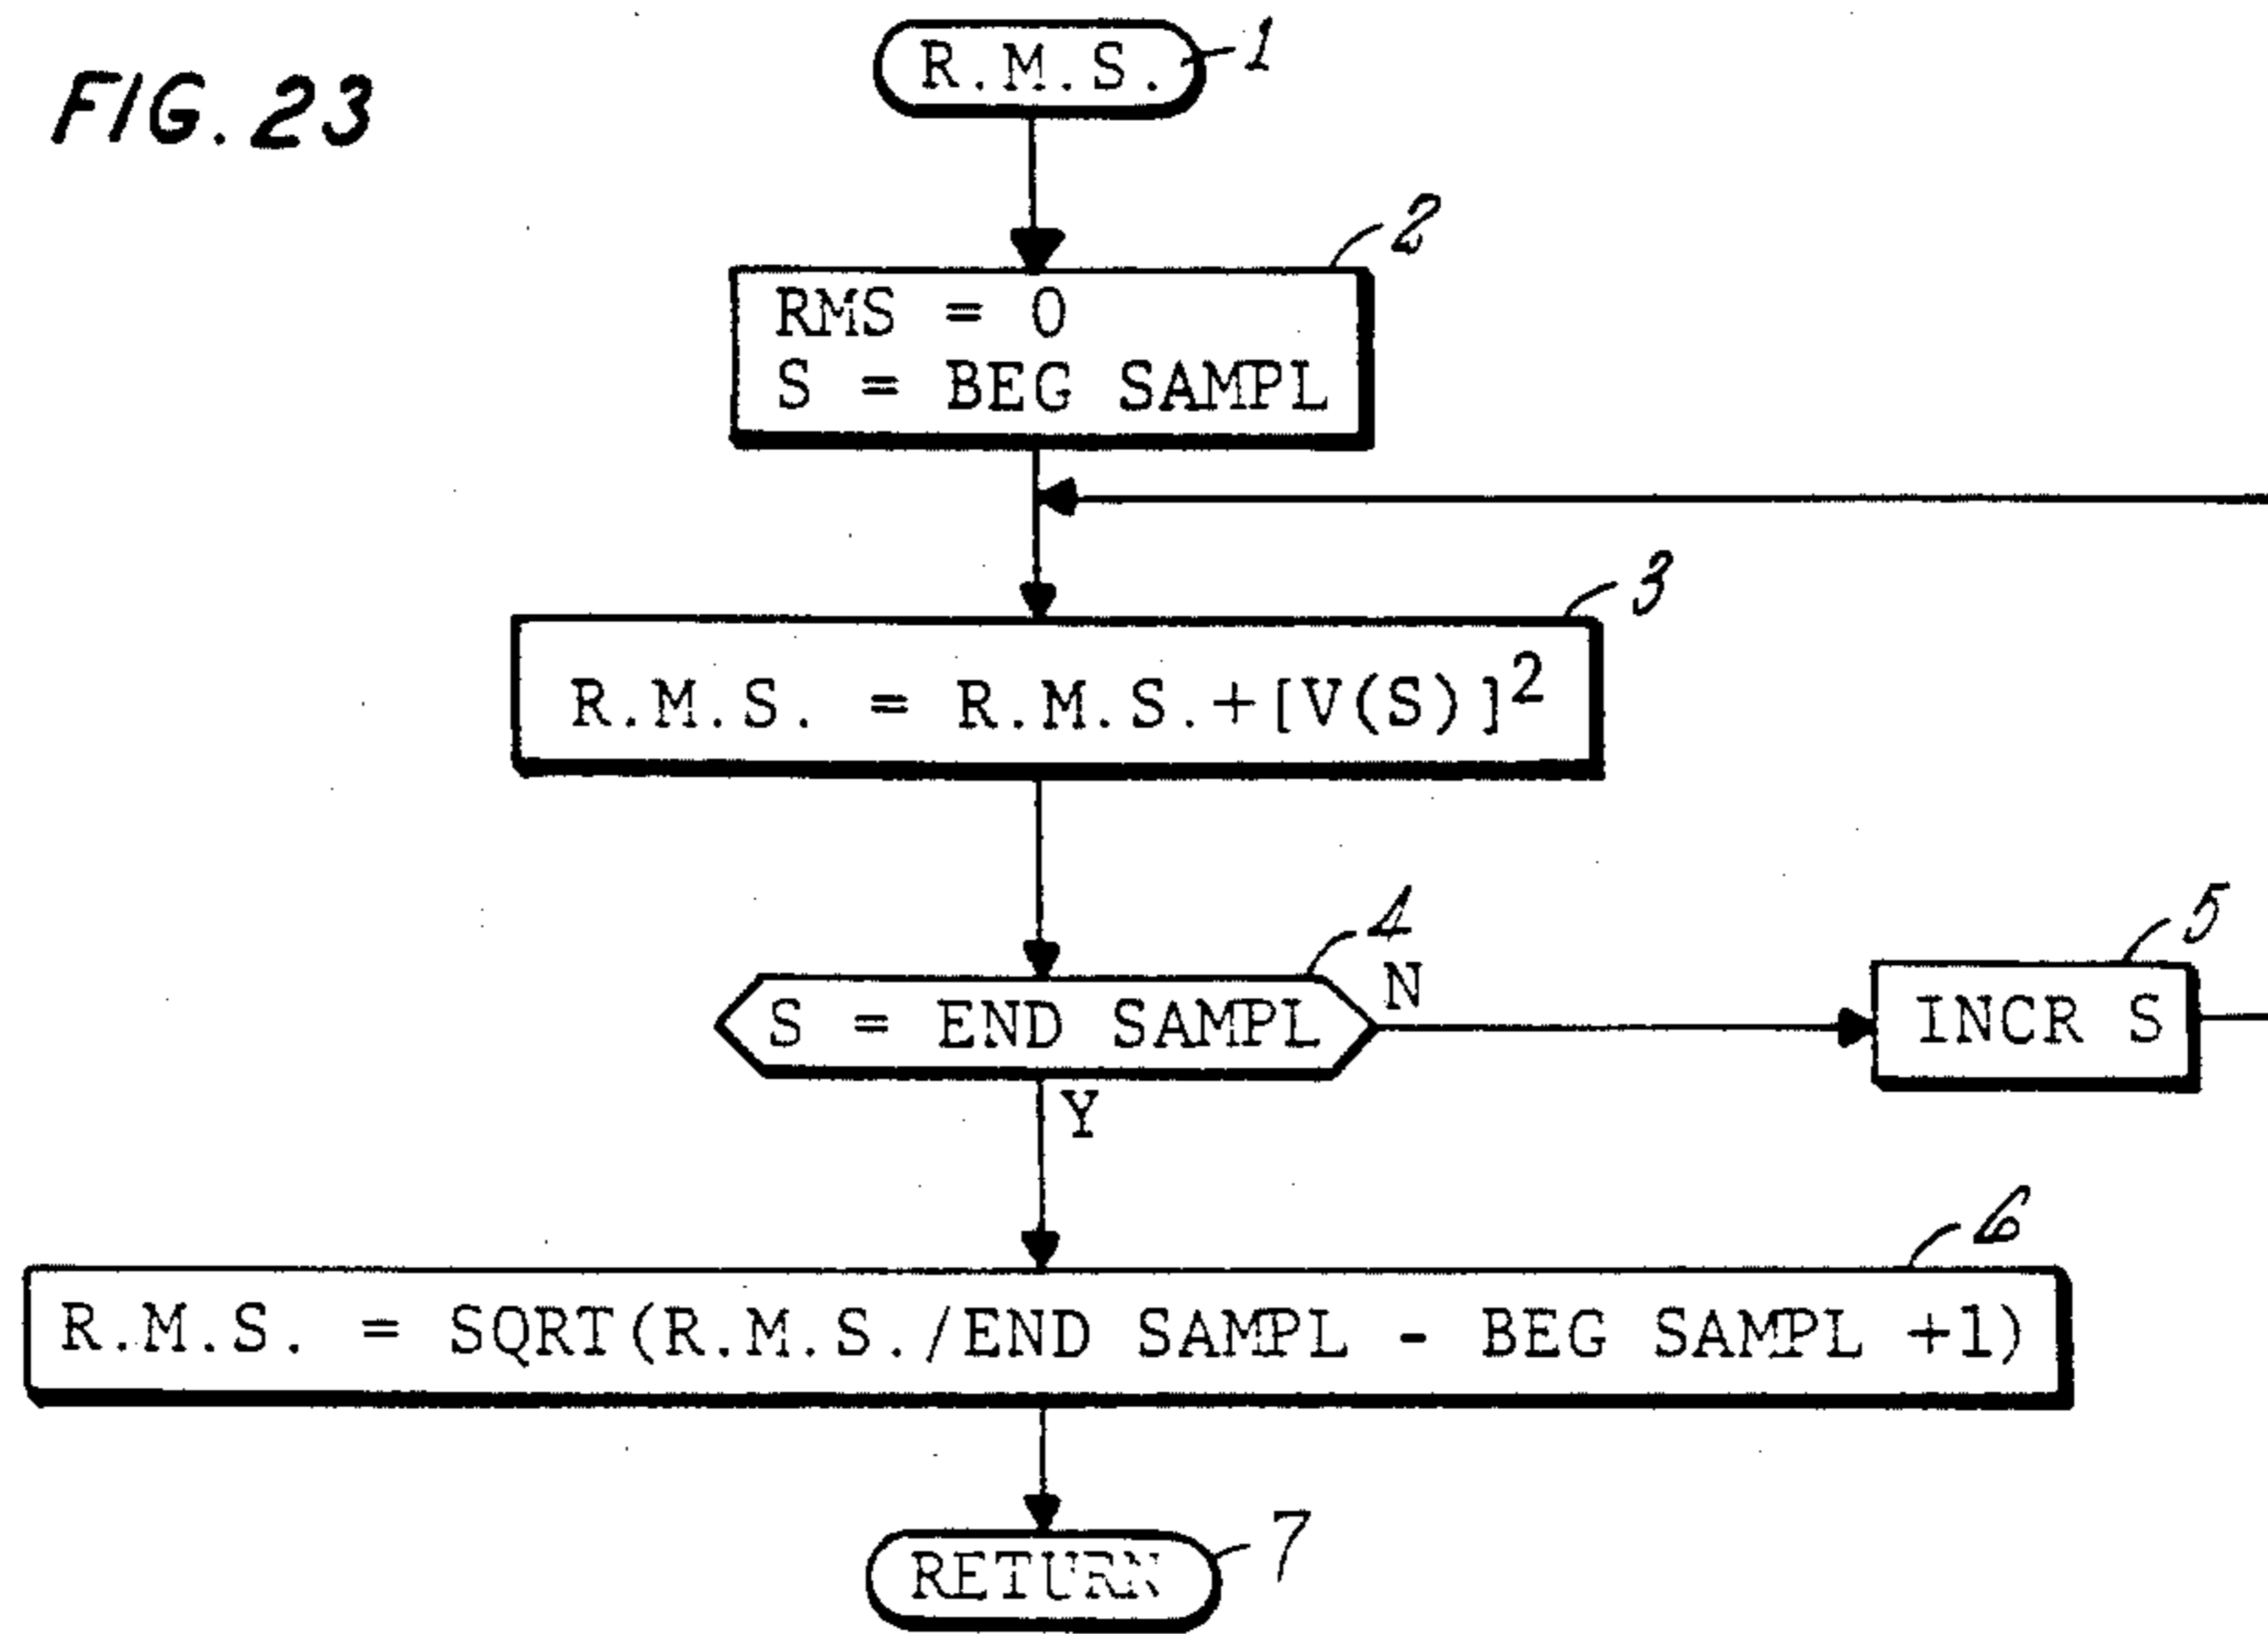 FIG. 23
R.M.S.
1
2
RMS = 0
S = BEG SAMPL
3
R.M.S. = R.M.S.+[V(S)]²
4
S = END SAMPL
N
5
INCR S
Y
6
R.M.S. = SQRT(R.M.S./END SAMPL - BEG SAMPL +1)
RETURN
7